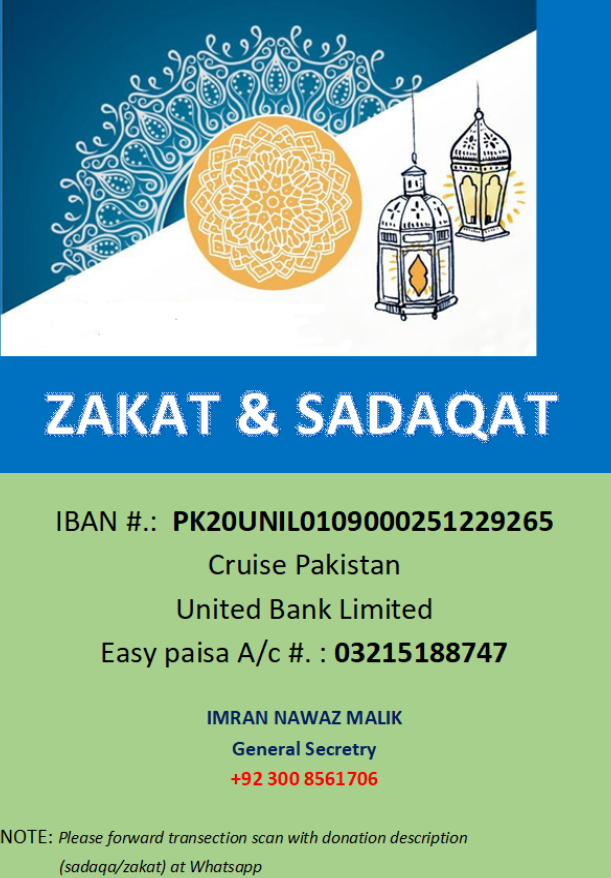 ZAKAT & SADAQAT
IBAN #.: PK20UNIL0109000251229265
Cruise Pakistan
United Bank Limited
Easy paisa A/c #. : 03215188747
IMRAN NAWAZ MALIK
General Secretry
+92 300 8561706
NOTE: Please forward transection scan with donation description
(sadaqa/zakat) at Whatsapp